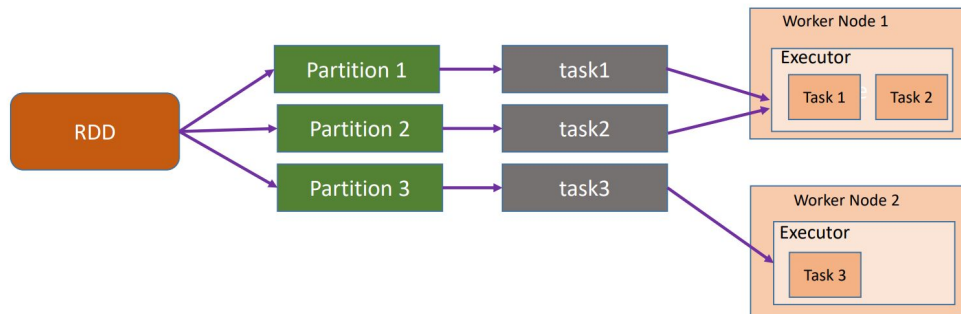 RDD
Partition 1
Partition 2
Partition 3
task1
task2
task3
Worker Node 1
Executor
Task 1
Task 2
Worker Node 2
Executor
Task 3